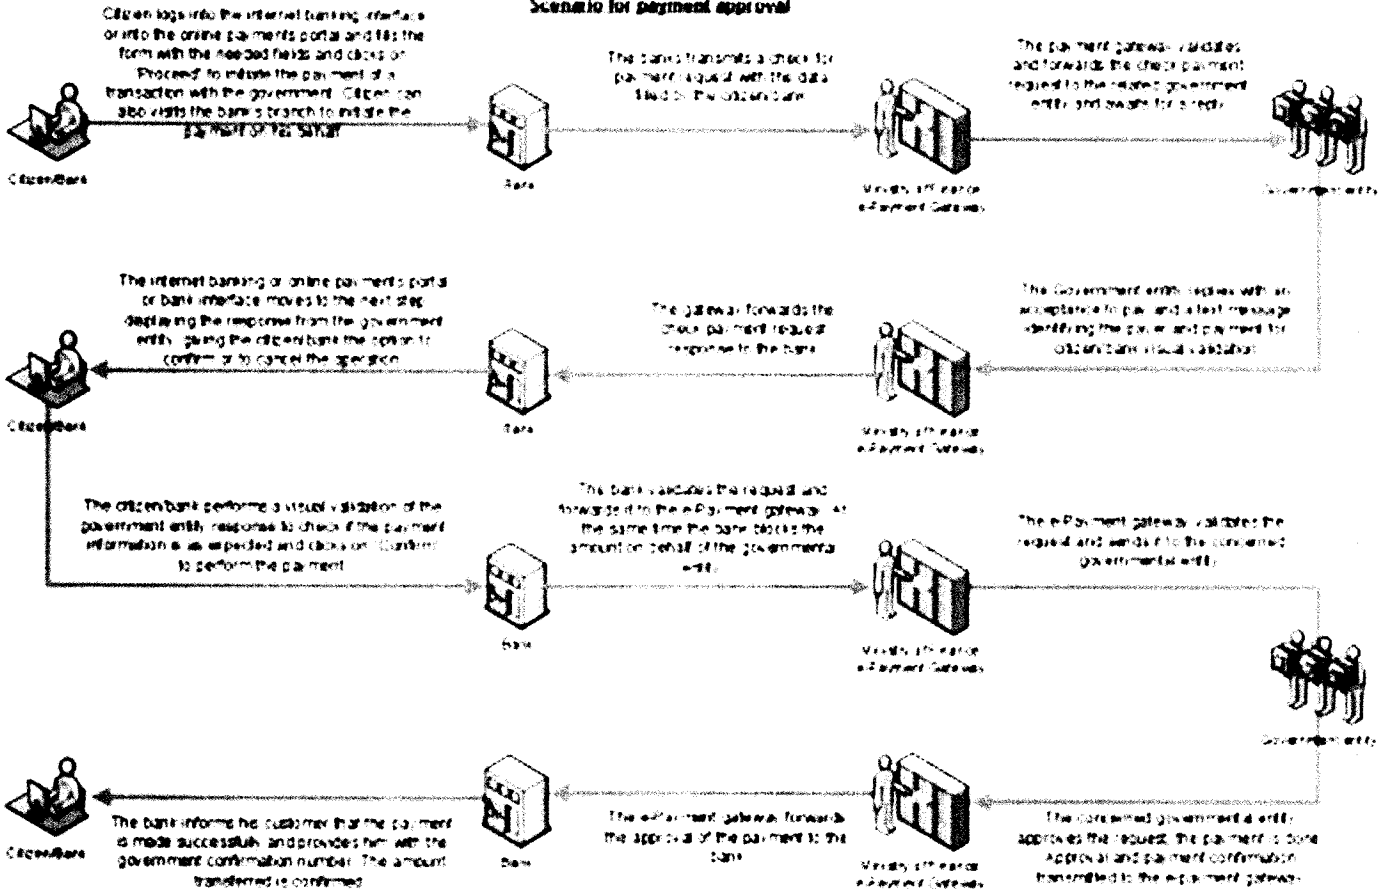 Scenario for payment approval
Citizen logs into the internet banking interface
or into the online payments portal and fills the
form with the needed fields and clicks on
"Proceed" to initiate the payment of a
transaction with the government. Citizen can
also visits the bank's branch to initiate the
payment on his behalf
The banks transmits a check for
payment request with the data
filled by the citizen/bank
The payment gateway validates
and forwards the check payment
request to the related government
entity and awaits for a reply
Citizen/Bank
Bank
Ministry of Finance
e-Payment Gateway
Government entity
The internet banking or online payments portal
or bank interface moves to the next step
displaying the response from the government
entity, giving the citizen/bank the option to
confirm or to cancel the operation
The gateway forwards the
check payment request
response to the bank
The Government entity replies with an
acceptance to pay and a text message
identifying the payer and payment for
citizen/bank visual validation
Citizen/Bank
Bank
Ministry of Finance
e-Payment Gateway
The citizen/bank performs a visual validation of the
government entity response to check if the payment
information is as expected and clicks on "Confirm"
to perform the payment
The bank validates the request and
forwards it to the e-Payment gateway. At
the same time the bank blocks the
amount on behalf of the governmental
entity
The e-Payment gateway validates the
request and sends it to the concerned
governmental entity
Bank
Ministry of Finance
e-Payment Gateway
Government entity
The bank informs his customer that the payment
is made successfully and provides him with the
government confirmation number. The amount
transferred is confirmed
The e-Payment gateway forwards
the approval of the payment to the
bank
The concerned governmental entity
approves the request, the payment is done
Approval and payment confirmation
transmitted to the e-payment gateway
Citizen/Bank
Bank
Ministry of Finance
e-Payment Gateway